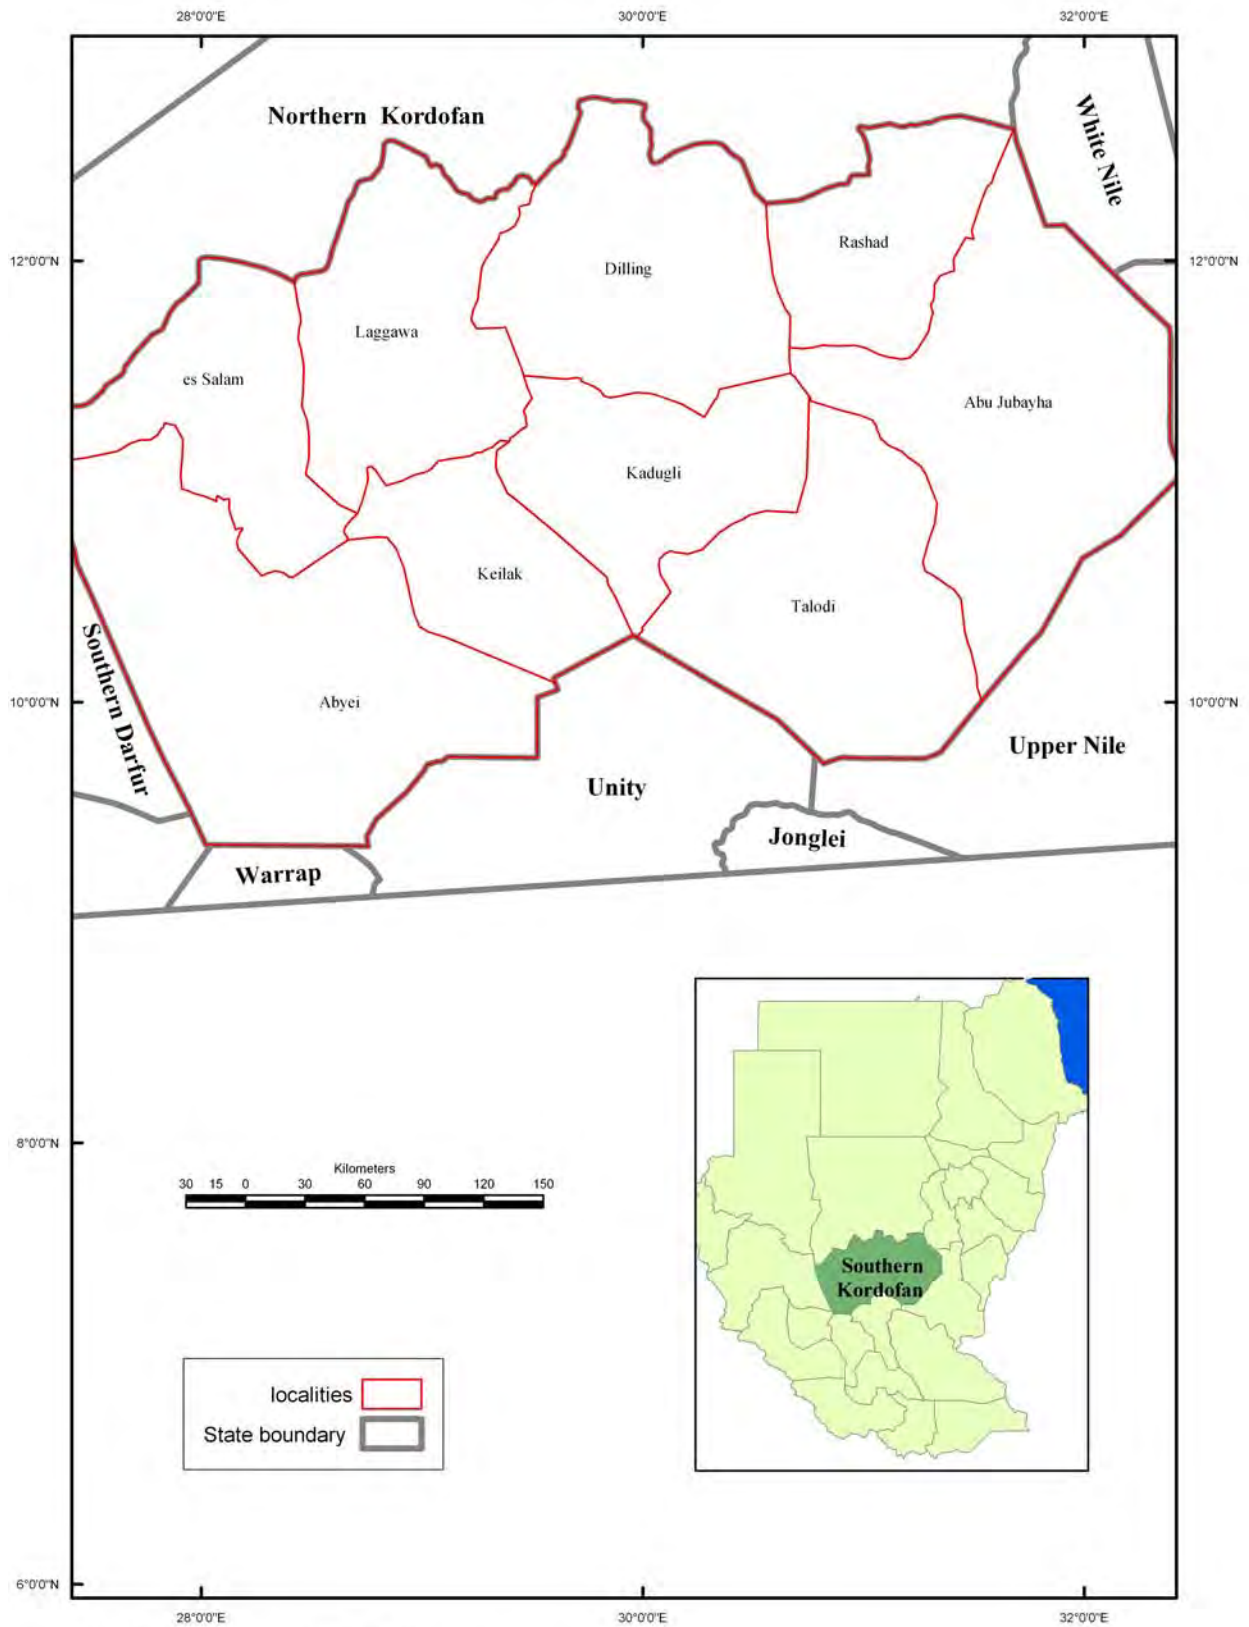 28°0'0"E 30°0'0"E 32°0'0"E
Northern Kordofan
White Nile
Rashad
12°0'0"N 12°0'0"N
Dilling
Laggawa
es Salam
Abu Jubayha
Kadugli
Keilak
Talodi
Southern Darfur
Abyei
10°0'0"N 10°0'0"N
Upper Nile
Unity
Jonglei
Warrap
8°0'0"N
Kilometers
30 15 0 30 60 90 120 150
Southern
Kordofan
localities
State boundary
6°0'0"N
28°0'0"E 30°0'0"E 32°0'0"E